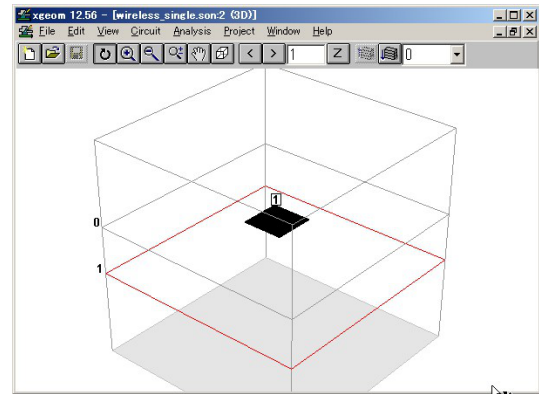 xgeom 12.56 - [wireless_single.son:2 (3D)]
File Edit View Circuit Analysis Project Window Help
1 Z 0
1
0
1